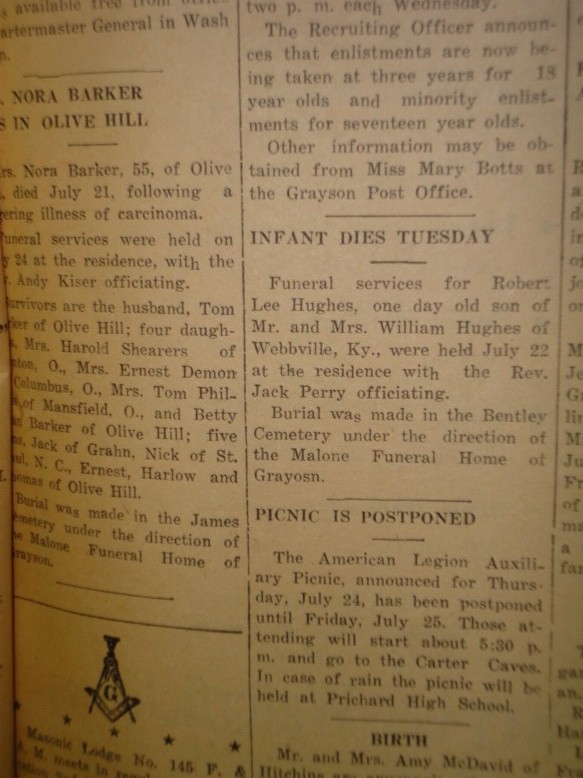 s available free from office
artermaster General in Wash
n.
. NORA BARKER
S IN OLIVE HILL
rs. Nora Barker, 55, of Olive
, died July 21, following a
ering illness of carcinoma.
uneral services were held on
y 24 at the residence, with the
. Andy Kiser officiating.
urvivors are the husband, Tom
ker of Olive Hill; four daugh-
s, Mrs. Harold Shearers of
nton, O., Mrs. Ernest Demon
Columbus, O., Mrs. Tom Phil-
s of Mansfield, O., and Betty
n Barker of Olive Hill; five
ns, Jack of Grahn, Nick of St.
ul, N. C., Ernest, Harlow and
homas of Olive Hill.
Burial was made in the James
emetery under the direction of
e Malone Funeral Home of
rayson.
G
Masonic Lodge No. 145 F. &
A. M. meets in
two p. m. each Wednesday.
The Recruiting Officer announ-
ces that enlistments are now be-
ing taken at three years for 18
year olds and minority enlist-
ments for seventeen year olds.
Other information may be ob-
tained from Miss Mary Botts at
the Grayson Post Office.
INFANT DIES TUESDAY
Funeral services for Robert
Lee Hughes, one day old son of
Mr. and Mrs. William Hughes of
Webbville, Ky., were held July 22
at the residence with the Rev.
Jack Perry officiating.
Burial was made in the Bentley
Cemetery under the direction of
the Malone Funeral Home of
Grayosn.
PICNIC IS POSTPONED
The American Legion Auxili-
ary Picnic, announced for Thurs-
day, July 24, has been postponed
until Friday, July 25. Those at-
tending will start about 5:30 p.
m. and go to the Carter Caves.
In case of rain the picnic will be
held at Prichard High School.
BIRTH
Mr. and Mrs. Amy McDavid of
Hitchins are